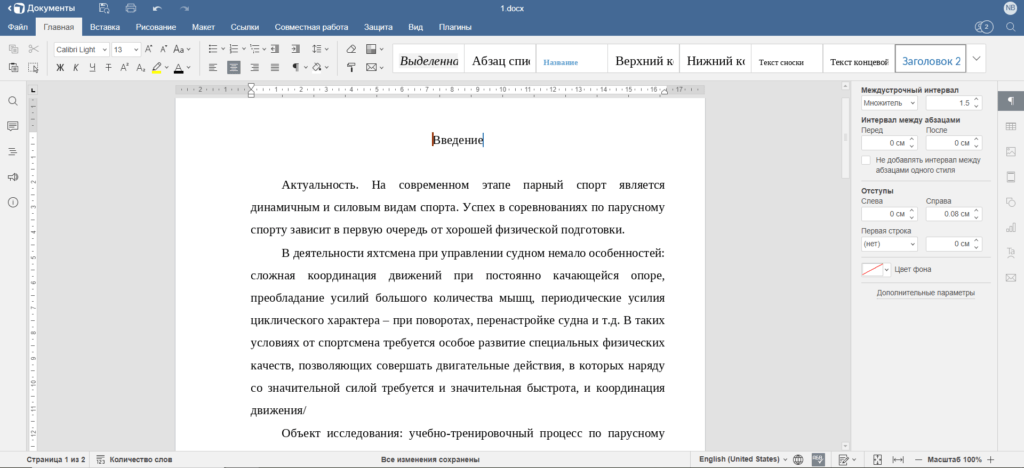 Документы
1.docx
NB
Файл Главная Вставка Рисование Макет Ссылки Совместная работа Защита Вид Плагины
2
Calibri Light 13
Выделенна Абзац спис Название Верхний к Нижний ко Текст сноски Текст концевой Заголовок 2
Ж К Ч
Введение
Актуальность. На современном этапе парный спорт является
динамичным и силовым видам спорта. Успех в соревнованиях по парусному
спорту зависит в первую очередь от хорошей физической подготовки.
В деятельности яхтсмена при управлении судном немало особенностей:
сложная координация движений при постоянно качающейся опоре,
преобладание усилий большого количества мышц, периодические усилия
циклического характера – при поворотах, перенастройке судна и т.д. В таких
условиях от спортсмена требуется особое развитие специальных физических
качеств, позволяющих совершать двигательные действия, в которых наряду
со значительной силой требуется и значительная быстрота, и координация
движения/
Объект исследования: учебно-тренировочный процесс по парусному
Междустрочный интервал
Множитель 1.5
Интервал между абзацами
Перед После
0 см 0 см
Не добавлять интервал между
абзацами одного стиля
Отступы
Слева Справа
0 см 0.08 см
Первая строка
(нет) 0 см
Цвет фона
Дополнительные параметры
Страница 1 из 2 Количество слов Все изменения сохранены English (United States) Масштаб 100%